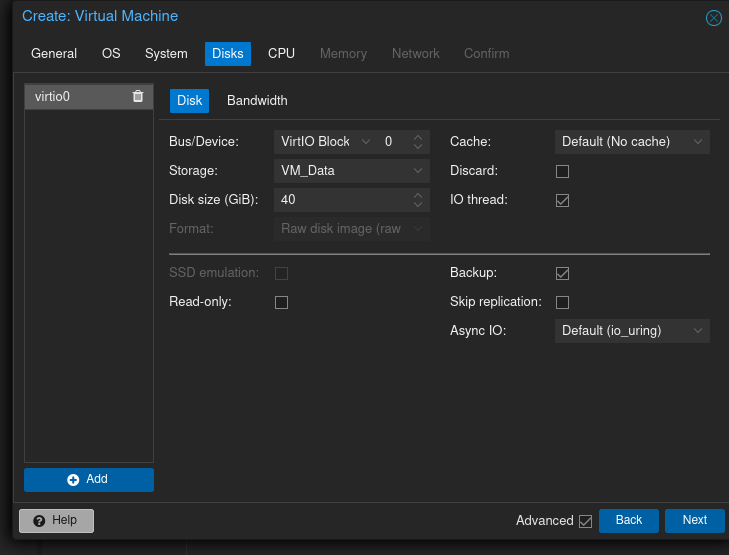 Create: Virtual Machine
General OS System Disks CPU Memory Network Confirm
virtio0
Disk Bandwidth
Bus/Device: VirtIO Block 0 Cache: Default (No cache)
Storage: VM_Data Discard:
Disk size (GiB): 40 IO thread:
Format: Raw disk image (raw
SSD emulation: Backup:
Read-only: Skip replication:
Async IO: Default (io_uring)
Add
Help Advanced Back Next